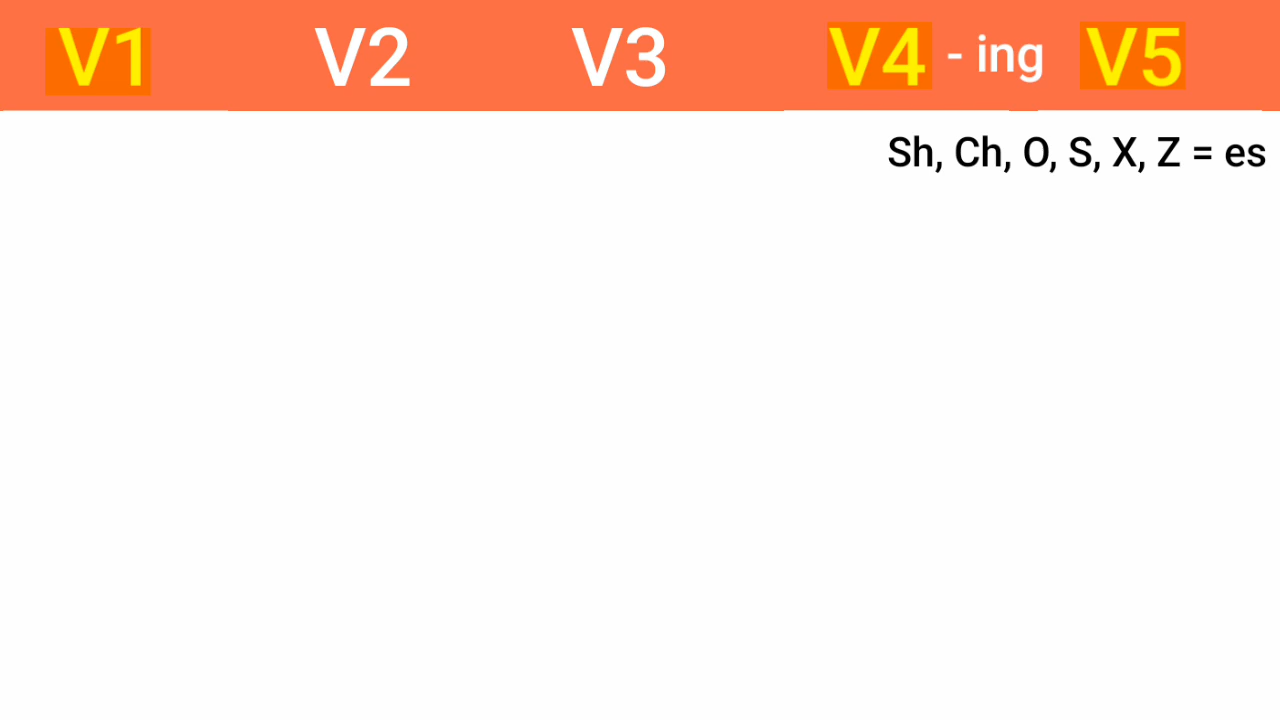 V1 V2 V3 V4 - ing V5
Sh, Ch, O, S, X, Z = es